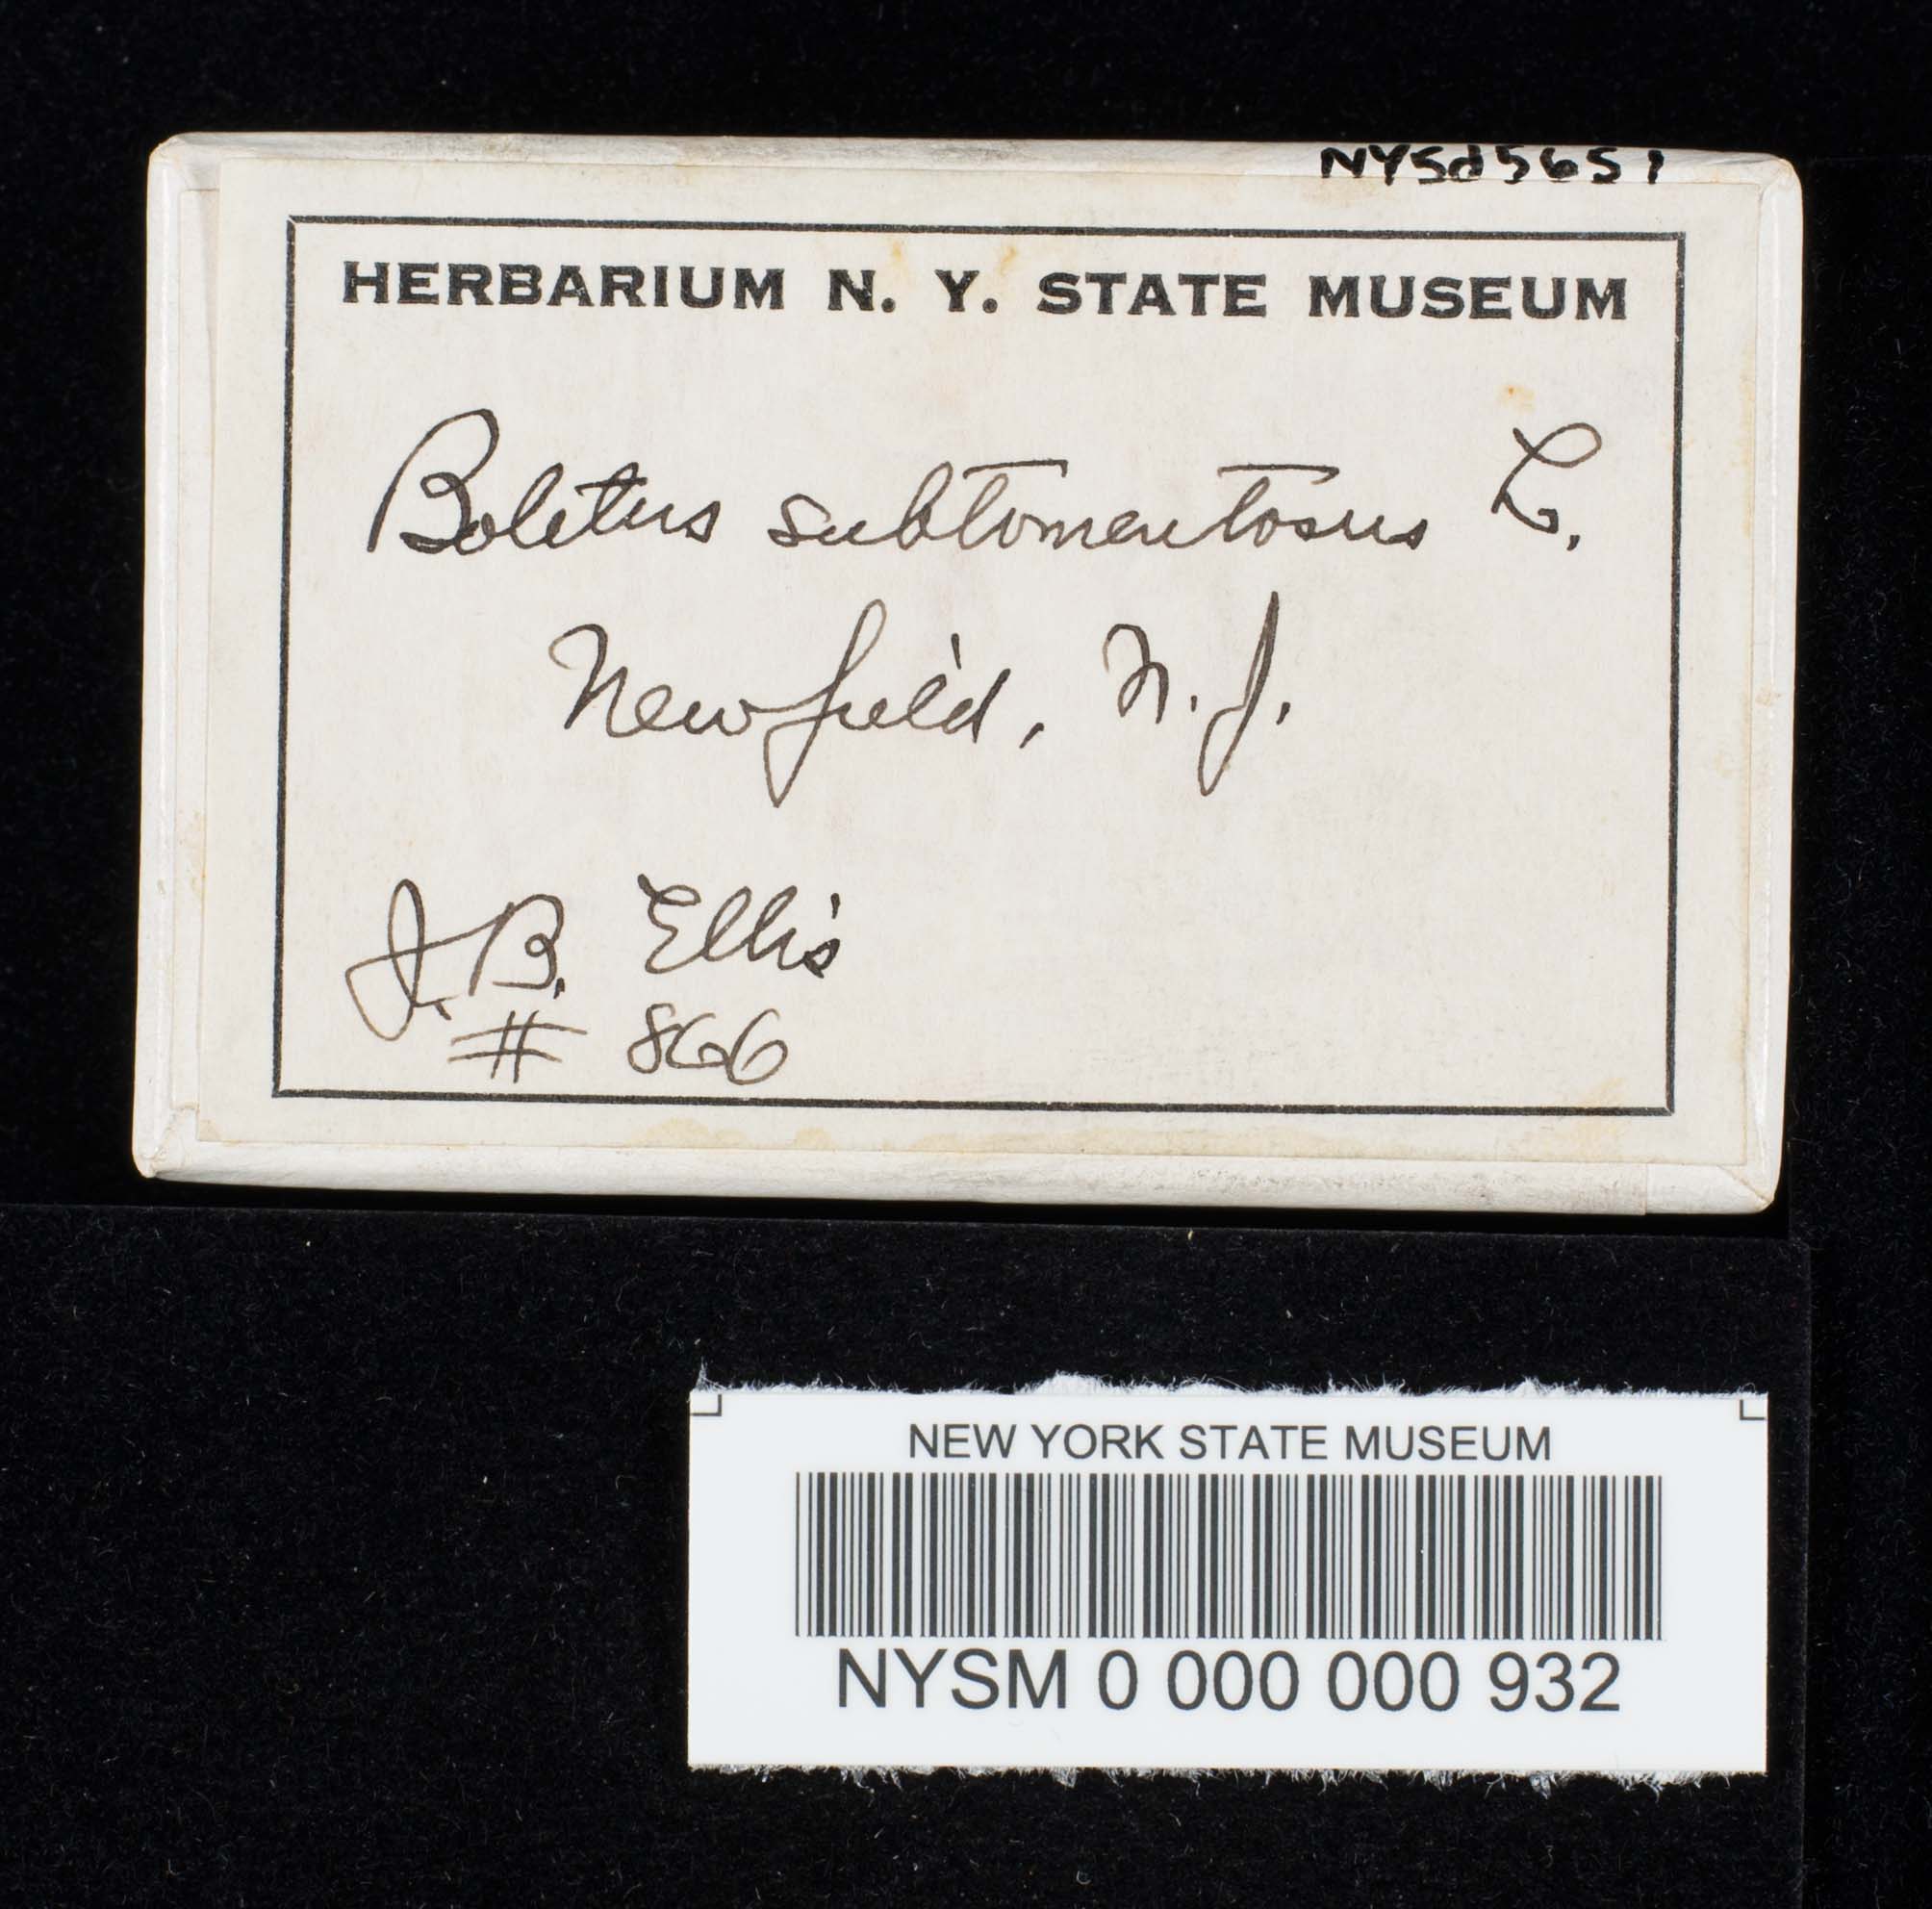 NYSd5651
HERBARIUM N. Y. STATE MUSEUM
Boletus subtomentosus L.
Newfield, N. J.
J. B. Ellis
# 866
NEW YORK STATE MUSEUM
NYSM 0 000 000 932